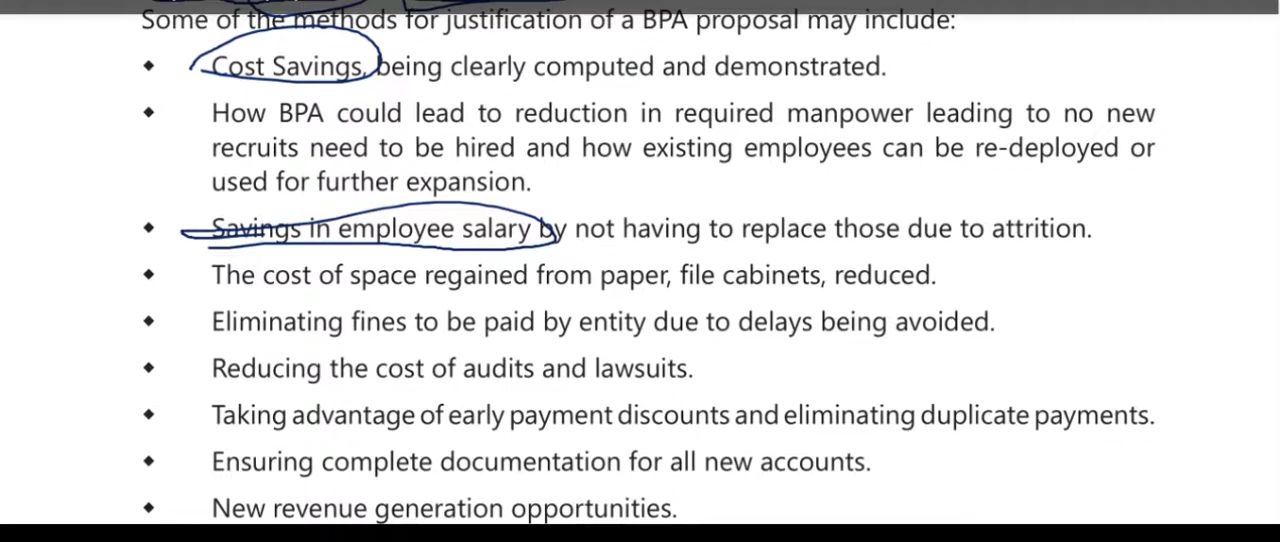 Some of the methods for justification of a BPA proposal may include:
◆ Cost Savings, being clearly computed and demonstrated.
◆ How BPA could lead to reduction in required manpower leading to no new
recruits need to be hired and how existing employees can be re-deployed or
used for further expansion.
◆ Savings in employee salary by not having to replace those due to attrition.
◆ The cost of space regained from paper, file cabinets, reduced.
◆ Eliminating fines to be paid by entity due to delays being avoided.
◆ Reducing the cost of audits and lawsuits.
◆ Taking advantage of early payment discounts and eliminating duplicate payments.
◆ Ensuring complete documentation for all new accounts.
◆ New revenue generation opportunities.